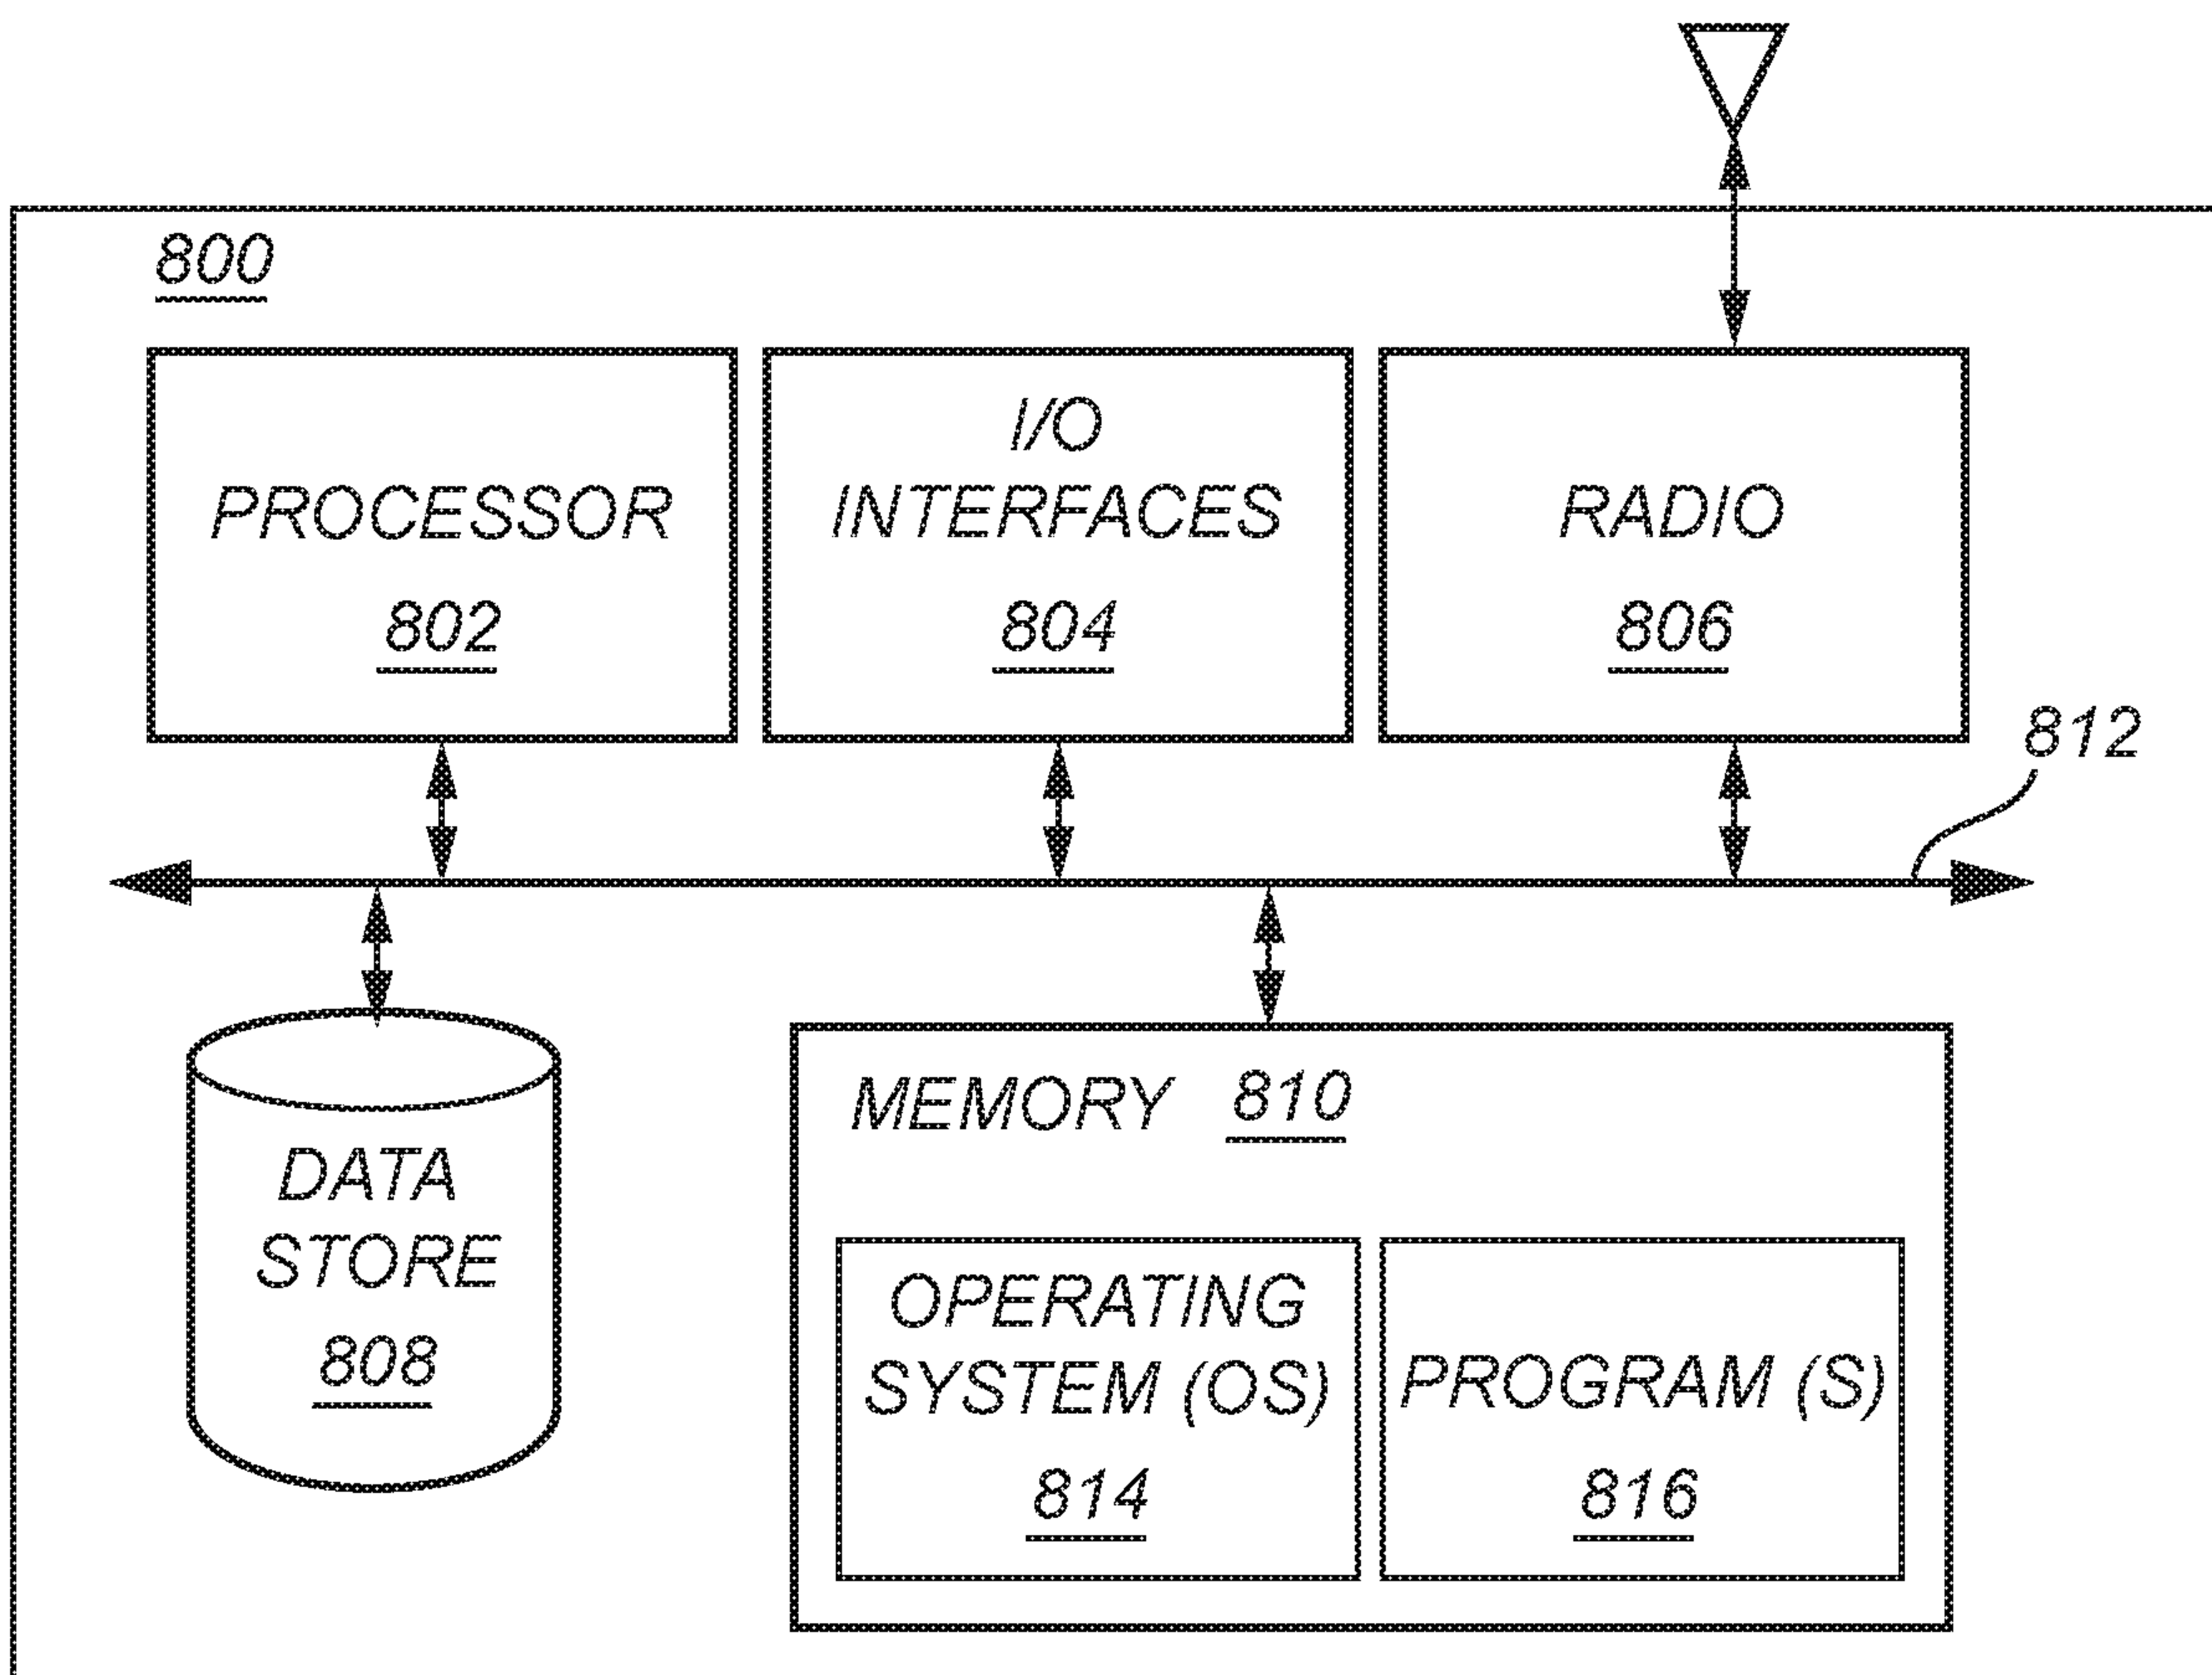 800
PROCESSOR
802
I/O
INTERFACES
804
RADIO
806
812
DATA
STORE
808
MEMORY 810
OPERATING
SYSTEM (OS)
814
PROGRAM (S)
816